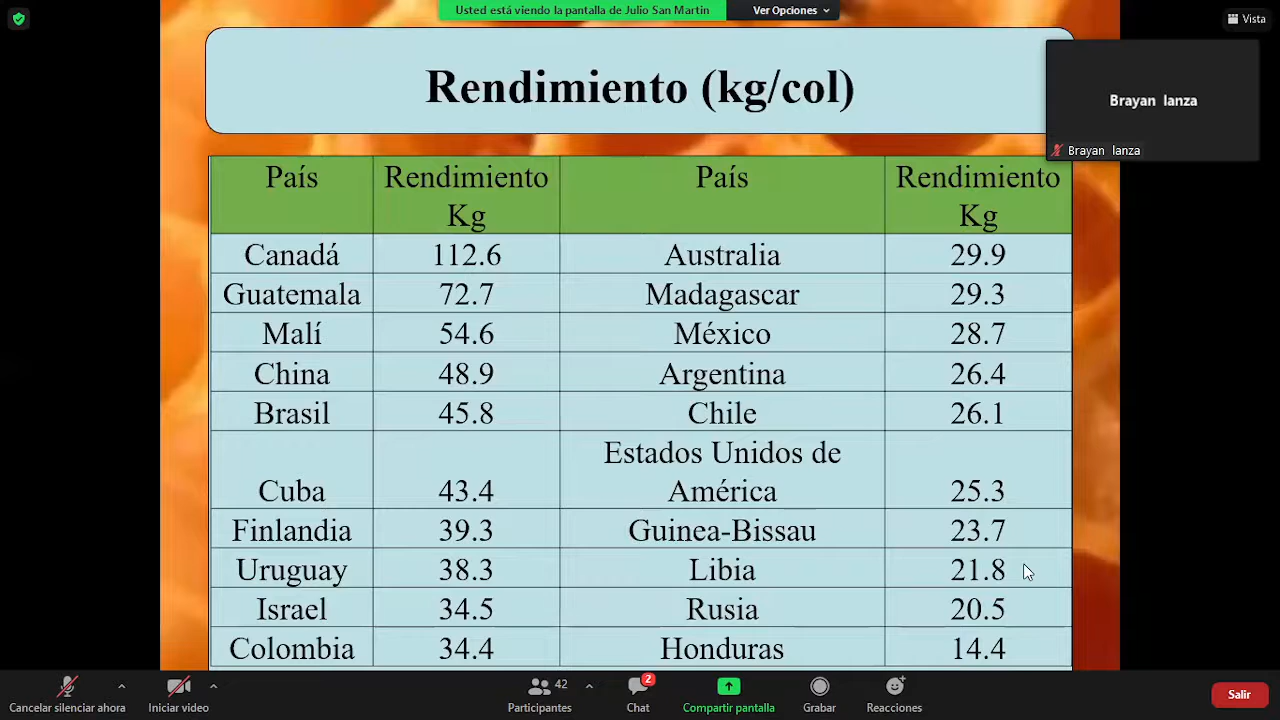 Usted está viendo la pantalla de Julio San Martin
Ver Opciones
Vista
Rendimiento (kg/col)
Brayan lanza
Brayan lanza
País Rendimiento Kg País Rendimiento Kg
Canadá 112.6 Australia 29.9
Guatemala 72.7 Madagascar 29.3
Malí 54.6 México 28.7
China 48.9 Argentina 26.4
Brasil 45.8 Chile 26.1
Cuba 43.4 Estados Unidos de América 25.3
Finlandia 39.3 Guinea-Bissau 23.7
Uruguay 38.3 Libia 21.8
Israel 34.5 Rusia 20.5
Colombia 34.4 Honduras 14.4
Cancelar silenciar ahora
Iniciar video
42
Participantes
2
Chat
Compartir pantalla
Grabar
Reacciones
Salir